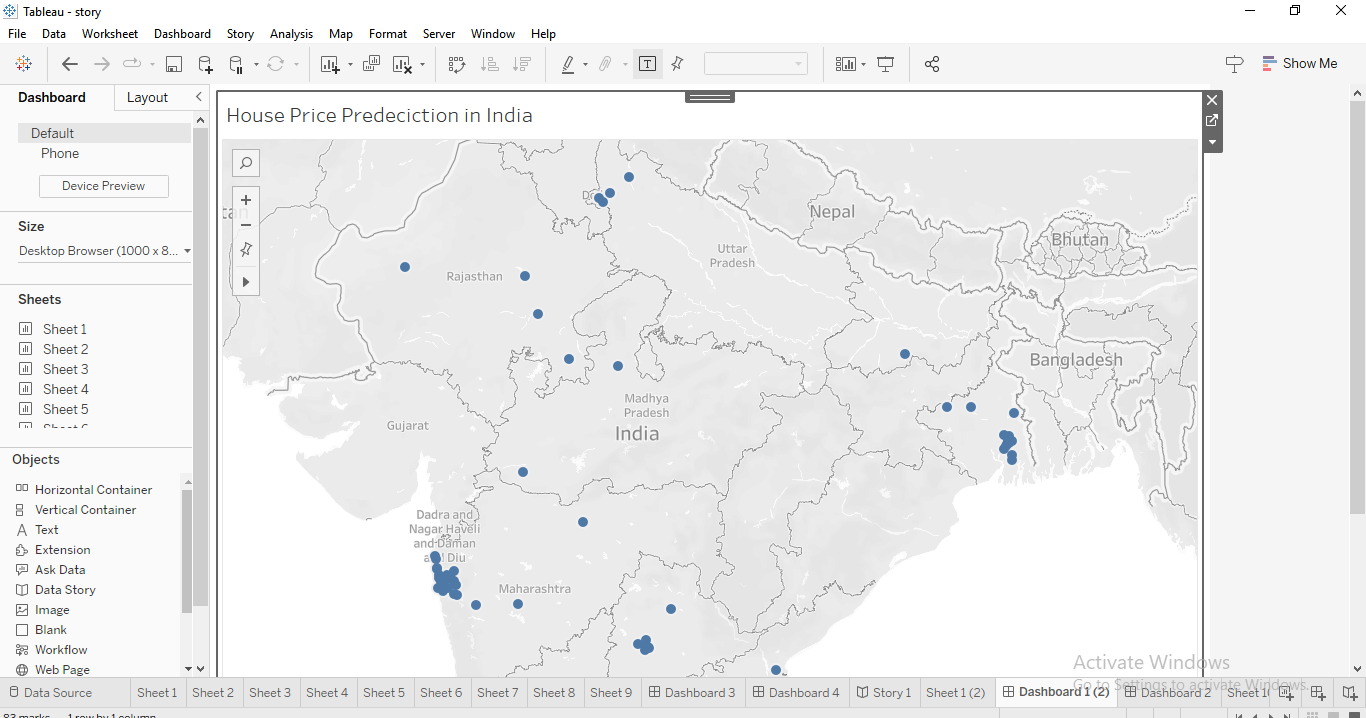 Tableau - story
File Data Worksheet Dashboard Story Analysis Map Format Server Window Help
Show Me
Dashboard Layout
Default
Phone
Device Preview
Size
Desktop Browser (1000 x 8...
Sheets
Sheet 1
Sheet 2
Sheet 3
Sheet 4
Sheet 5
Objects
Horizontal Container
Vertical Container
Text
Extension
Ask Data
Data Story
Image
Blank
Workflow
Web Page
House Price Predeciction in India
Nepal
Bhutan
Uttar
Pradesh
Rajasthan
Bangladesh
Madhya
Pradesh
Gujarat
India
Dadra and
Nagar Haveli
and Daman
Diu
Maharashtra
Activate Windows
Go to Settings to activate Windows.
Data Source Sheet 1 Sheet 2 Sheet 3 Sheet 4 Sheet 5 Sheet 6 Sheet 7 Sheet 8 Sheet 9 Dashboard 3 Dashboard 4 Story 1 Sheet 1 (2) Dashboard 1 (2) Dashboard 2
83 marks 1 row by 1 column